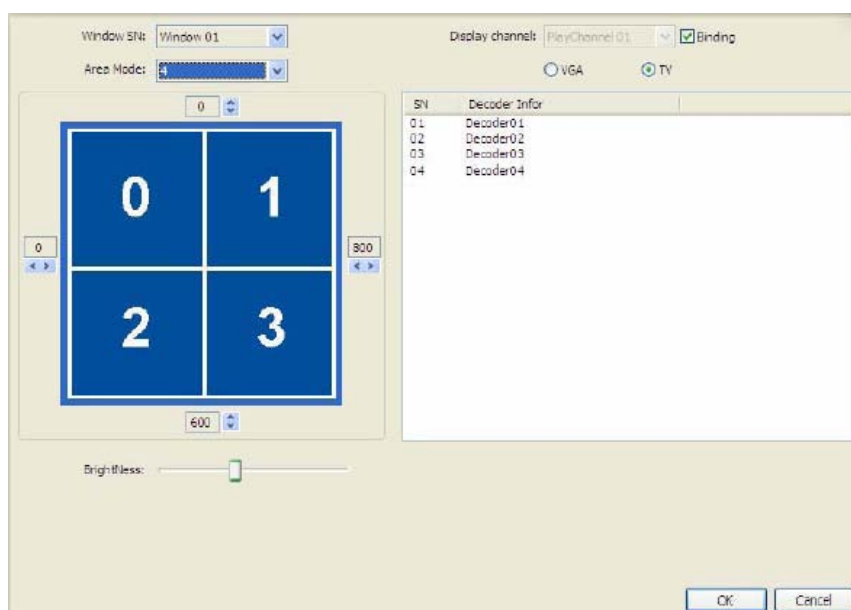 Window SN: Window 01
Display channel: PlayChannel 01 Binding
Area Mode: 4
VGA TV
0
SN Decoder Infor
01 Decoder01
02 Decoder02
03 Decoder03
04 Decoder04
0 1
0 800
2 3
600
BrightNess:
OK Cancel